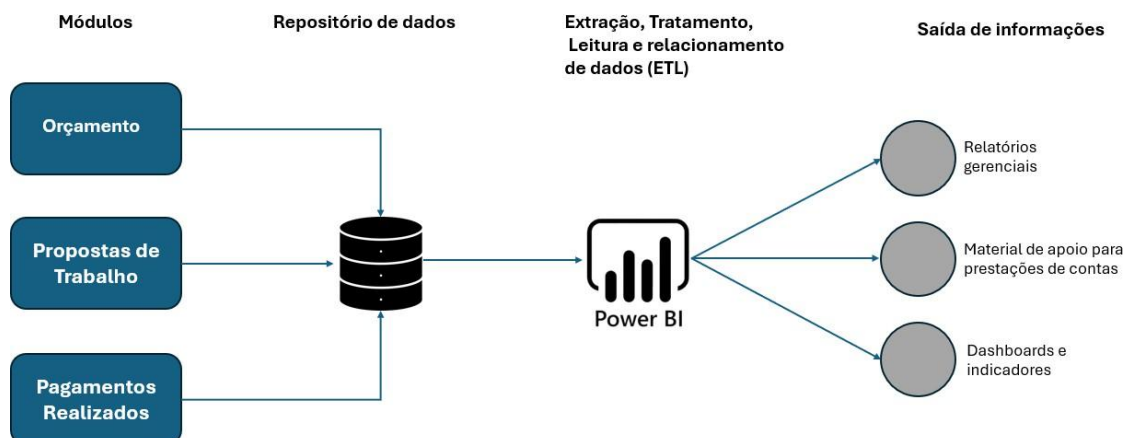 Módulos
Repositório de dados
Extração, Tratamento,
Leitura e relacionamento
de dados (ETL)
Saída de informações
Orçamento
Propostas de
Trabalho
Pagamentos
Realizados
Power BI
Relatórios
gerenciais
Material de apoio para
prestações de contas
Dashboards e
indicadores